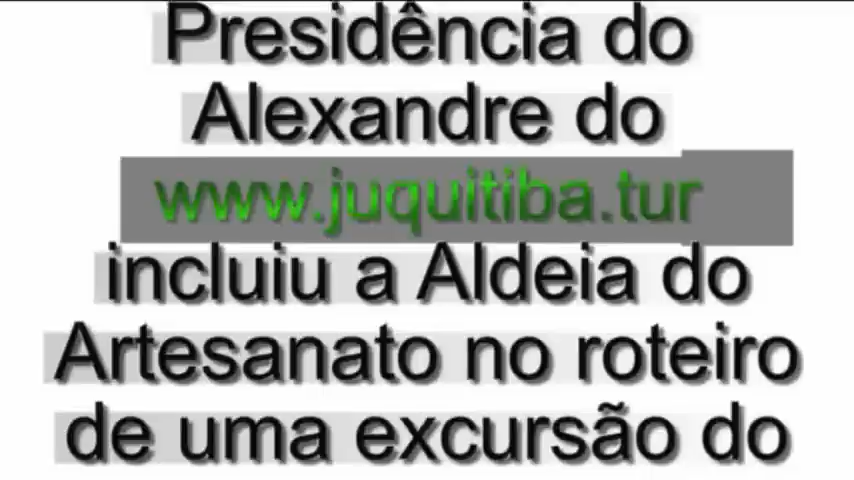 Presidência do
Alexandre do
www.juquitiba.tur
incluiu a Aldeia do
Artesanato no roteiro
de uma excursão do